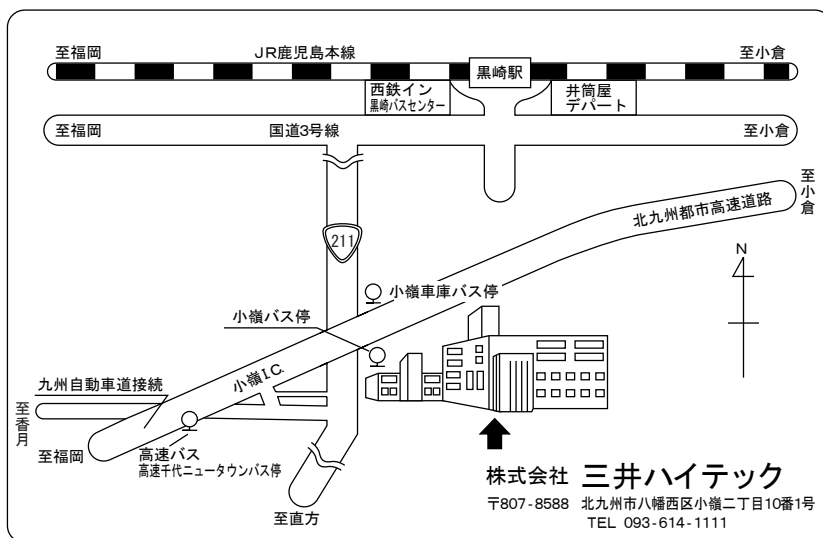 至福岡
JR鹿児島本線
黒崎駅
至小倉
西鉄イン
黒崎バスセンター
井筒屋
デパート
至福岡
国道3号線
至小倉
至小倉
北九州都市高速道路
211
N
小嶺車庫バス停
小嶺バス停
小嶺I.C.
九州自動車道接続
至香月
至福岡
高速バス
高速千代ニュータウンバス停
至直方
株式会社 三井ハイテック
〒807-8588 北九州市八幡西区小嶺二丁目10番1号
TEL 093-614-1111